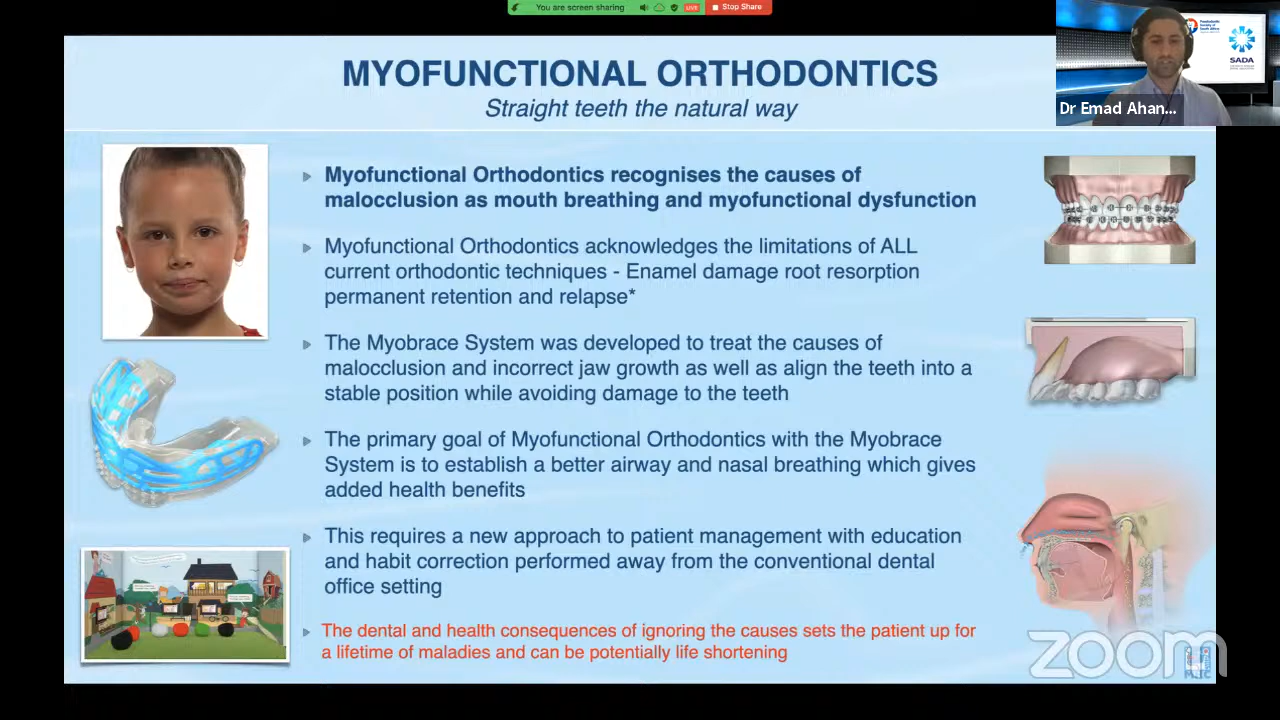 You are screen sharing
LIVE
Stop Share
SADA
Dr Emad Ahan...
MYOFUNCTIONAL ORTHODONTICS
Straight teeth the natural way
Myofunctional Orthodontics recognises the causes of
malocclusion as mouth breathing and myofunctional dysfunction
Myofunctional Orthodontics acknowledges the limitations of ALL
current orthodontic techniques - Enamel damage root resorption
permanent retention and relapse*
The Myobrace System was developed to treat the causes of
malocclusion and incorrect jaw growth as well as align the teeth into a
stable position while avoiding damage to the teeth
The primary goal of Myofunctional Orthodontics with the Myobrace
System is to establish a better airway and nasal breathing which gives
added health benefits
This requires a new approach to patient management with education
and habit correction performed away from the conventional dental
office setting
The dental and health consequences of ignoring the causes sets the patient up for
a lifetime of maladies and can be potentially life shortening
zoom